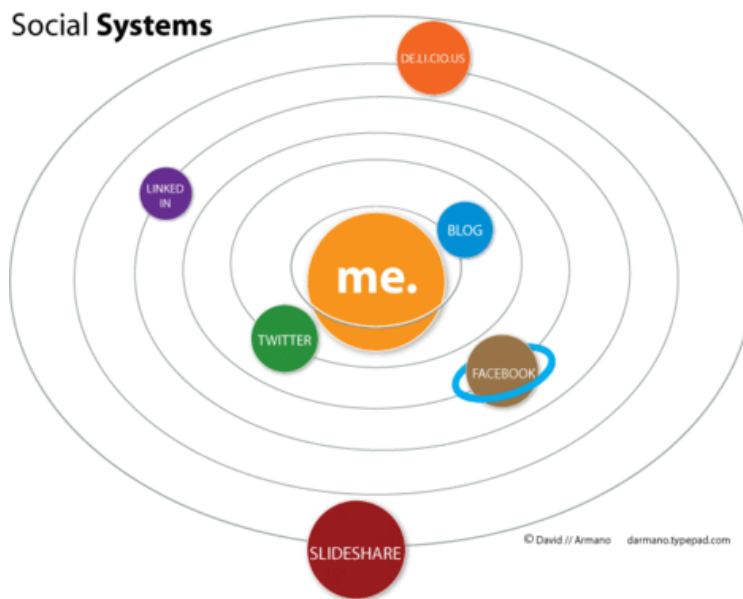 Social Systems
DE.LI.CIO.US
LINKED
IN
BLOG
me.
TWITTER
FACEBOOK
SLIDESHARE
© David // Armano darmano.typepad.com